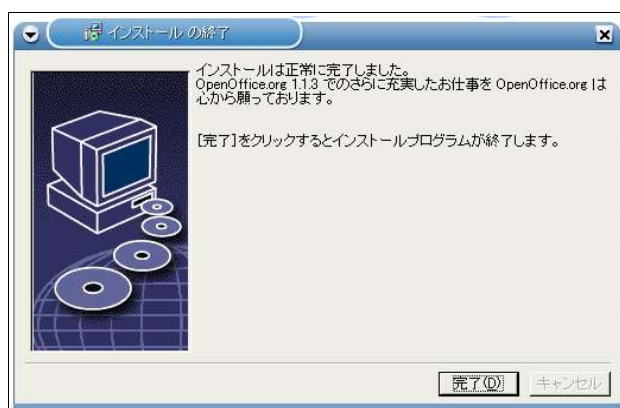 インストール の終了
インストールは正常に完了しました。
OpenOffice.org 1.1.3 でのさらに充実したお仕事を OpenOffice.org は
心から願っております。
[完了]をクリックするとインストールプログラムが終了します。
完了(D)
キャンセル